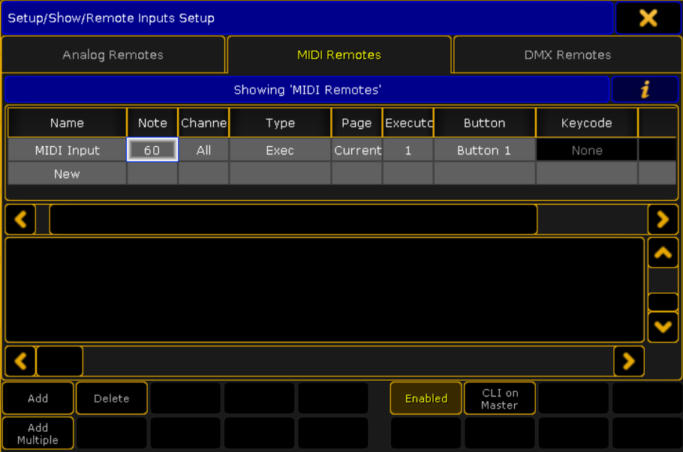 Setup/Show/Remote Inputs Setup
Analog Remotes MIDI Remotes DMX Remotes
Showing 'MIDI Remotes'
Name Note Channe Type Page Executo Button Keycode
MIDI Input 60 All Exec Current 1 Button 1 None
New
Add Delete Enabled CLI on
Master
Add
Multiple